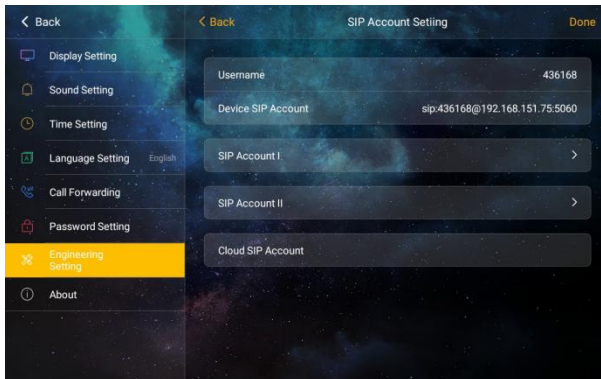 Back
Display Setting
Sound Setting
Time Setting
Language Setting English
Call Forwarding
Password Setting
Engineering
Setting
About
Back SIP Account Setiing Done
Username 436168
Device SIP Account sip:436168@192.168.151.75:5060
SIP Account I
SIP Account II
Cloud SIP Account